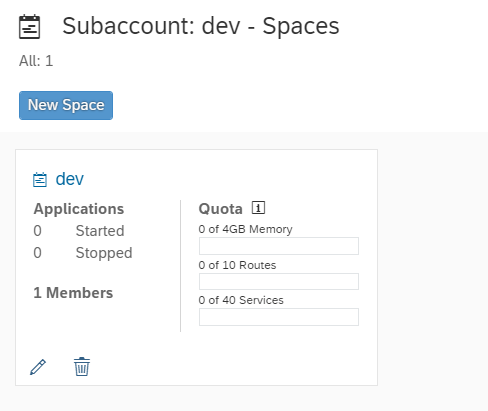 Subaccount: dev - Spaces
All: 1
New Space
dev
Applications
0 Started
0 Stopped
1 Members
Quota
0 of 4GB Memory
0 of 10 Routes
0 of 40 Services